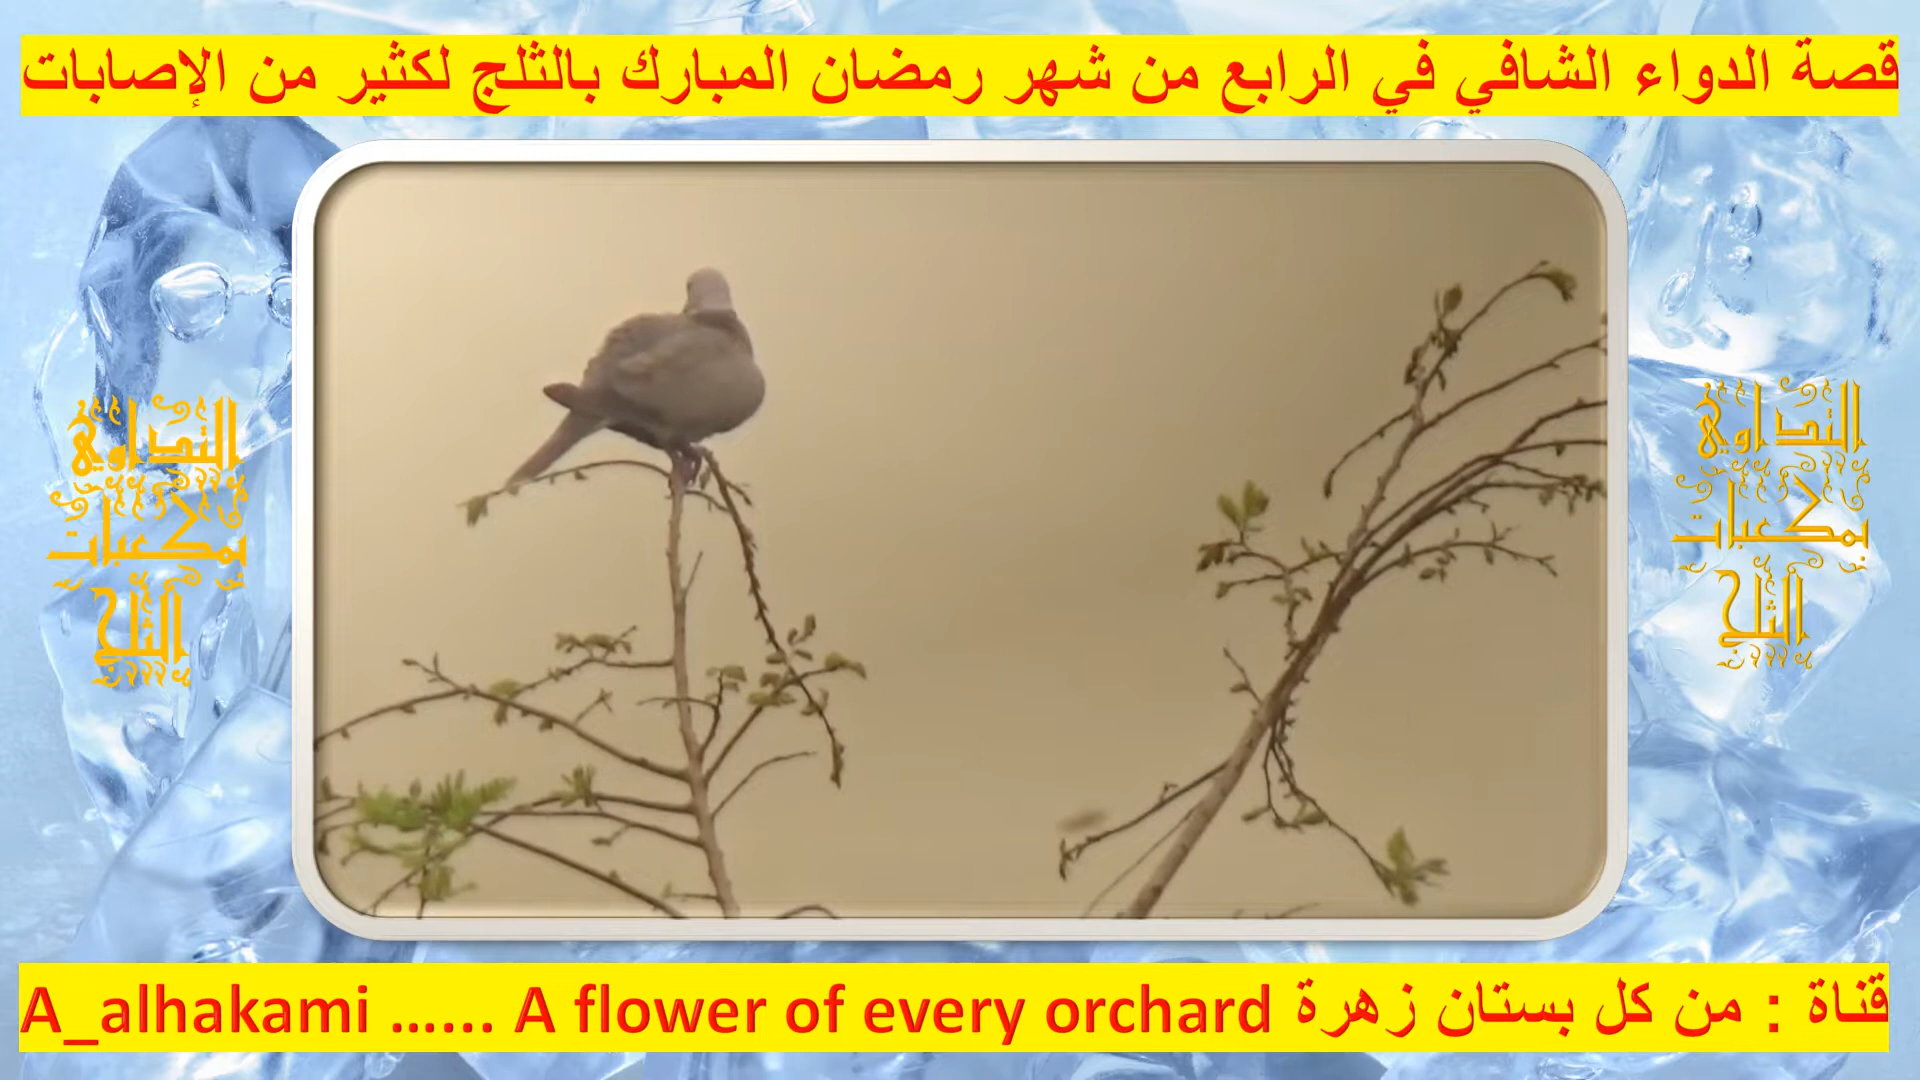 قصة الدواء الشافي في الرابع من شهر رمضان المبارك بالثلج لكثير من الإصابات
التداوي
بمكعبات
الثلج
التداوي
بمكعبات
الثلج
قناة : من كل بستان زهرة A_alhakami ...... A flower of every orchard